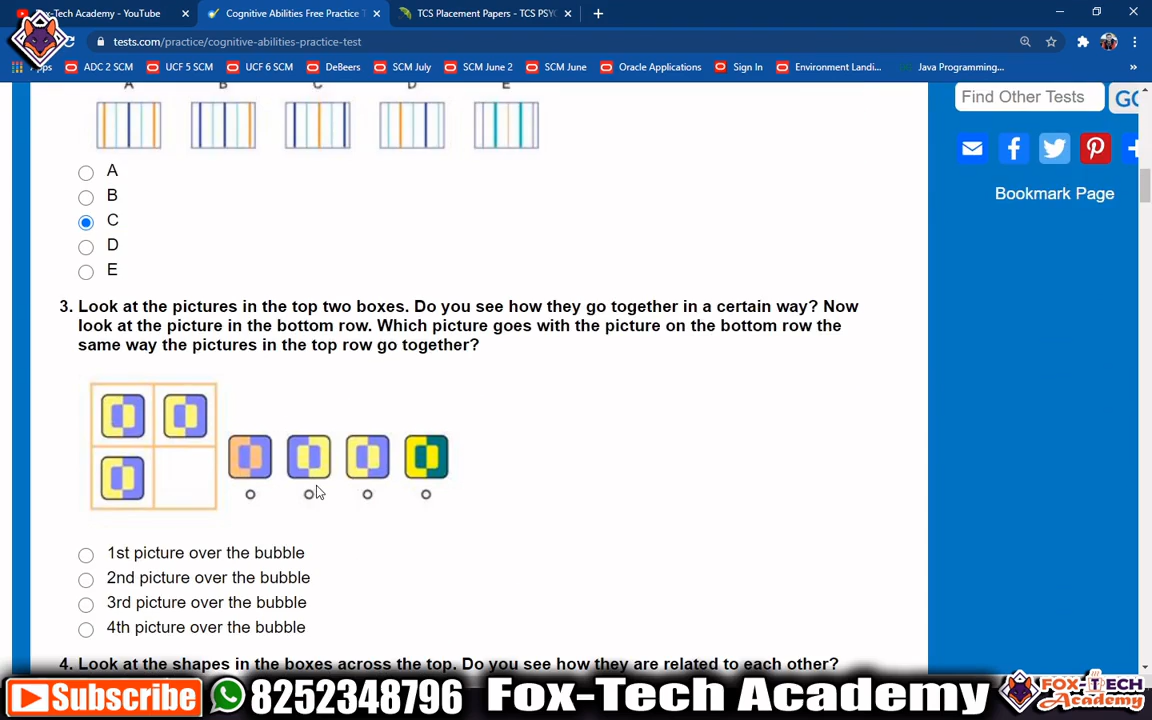 Fox-Tech Academy - YouTube
Cognitive Abilities Free Practice T
TCS Placement Papers - TCS PSY
tests.com/practice/cognitive-abilities-practice-test
Apps
ADC 2 SCM
UCF 5 SCM
UCF 6 SCM
DeBeers
SCM July
SCM June 2
SCM June
Oracle Applications
Sign In
Environment Landi...
Java Programming...
A B C D E
Find Other Tests
GO
Bookmark Page
A
B
C
D
E
3. Look at the pictures in the top two boxes. Do you see how they go together in a certain way? Now
look at the picture in the bottom row. Which picture goes with the picture on the bottom row the
same way the pictures in the top row go together?
1st picture over the bubble
2nd picture over the bubble
3rd picture over the bubble
4th picture over the bubble
4. Look at the shapes in the boxes across the top. Do you see how they are related to each other?
Subscribe
8252348796
Fox-Tech Academy
FOX-TECH
Academy